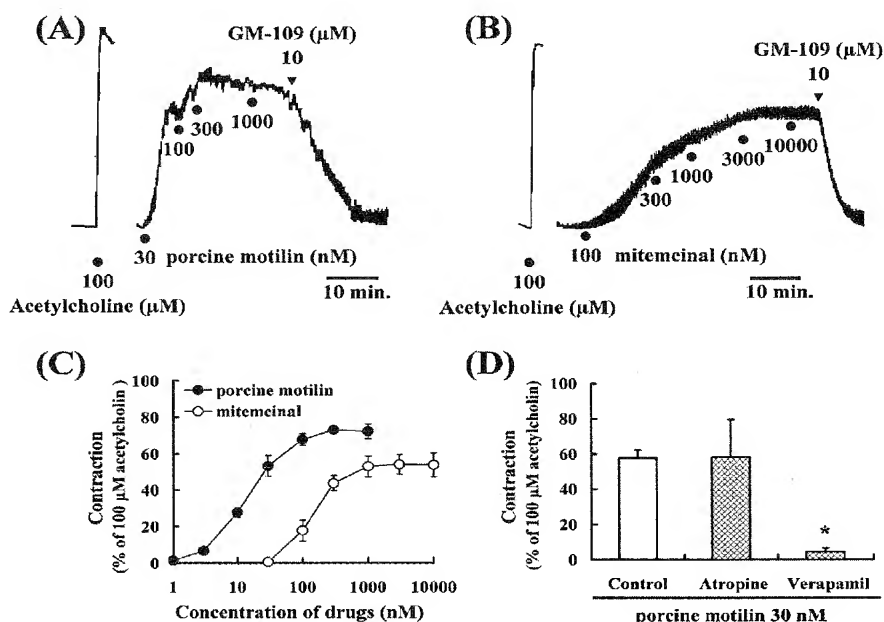 (A)
GM-109 (μM)
10
100
300
1000
30
porcine motilin (nM)
100
Acetylcholine (μM)
10 min.
(B)
GM-109 (μM)
10
300
1000
3000
10000
100
mitemcinal (nM)
100
Acetylcholine (μM)
10 min.
(C)
Contraction
(% of 100 μM acetylcholin)
100
80
60
40
20
0
porcine motilin
mitemcinal
1 10 100 1000 10000
Concentration of drugs (nM)
(D)
Contraction
(% of 100 μM acetylcholin)
100
80
60
40
20
0
*
Control Atropine Verapamil
porcine motilin 30 nM